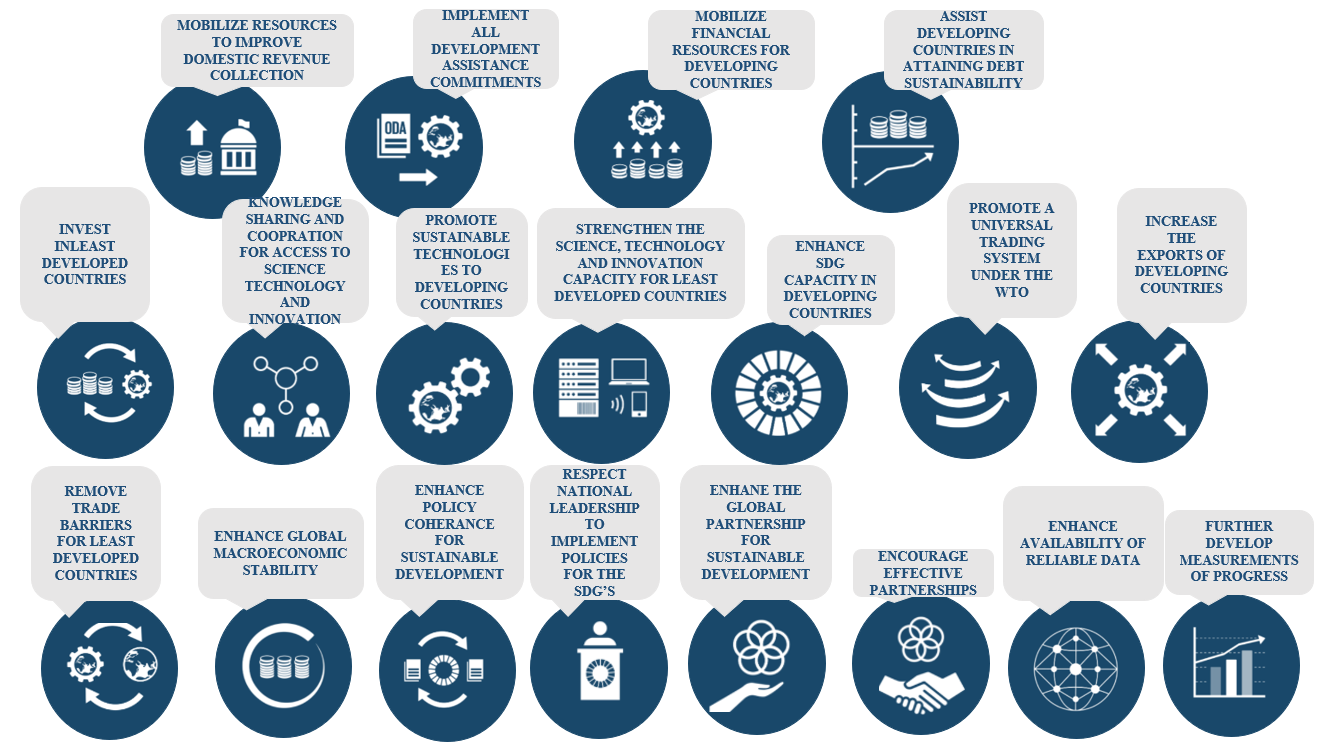 MOBILIZE RESOURCES
TO IMPROVE
DOMESTIC REVENUE
COLLECTION
IMPLEMENT
ALL
DEVELOPMENT
ASSISTANCE
COMMITMENTS
MOBILIZE
FINANCIAL
RESOURCES FOR
DEVELOPING
COUNTRIES
ASSIST
DEVELOPING
COUNTRIES IN
ATTAINING DEBT
SUSTAINABILITY
ODA
INVEST
INLEAST
DEVELOPED
COUNTRIES
KNOWLEDGE
SHARING AND
COOPRATION
FOR ACCESS TO
SCIENCE
TECHNOLOGY
AND
INNOVATION
PROMOTE
SUSTAINABLE
TECHNOLOGI
ES TO
DEVELOPING
COUNTRIES
STRENGTHEN THE
SCIENCE, TECHNOLOGY
AND INNOVATION
CAPACITY FOR LEAST
DEVELOPED COUNTRIES
ENHANCE
SDG
CAPACITY IN
DEVELOPING
COUNTRIES
PROMOTE A
UNIVERSAL
TRADING
SYSTEM
UNDER THE
WTO
INCREASE
THE
EXPORTS OF
DEVELOPING
COUNTRIES
REMOVE
TRADE
BARRIERS
FOR LEAST
DEVELOPED
COUNTRIES
ENHANCE GLOBAL
MACROECONOMIC
STABILITY
ENHANCE
POLICY
COHERANCE
FOR
SUSTAINABLE
DEVELOPMENT
RESPECT
NATIONAL
LEADERSHIP
TO
IMPLEMENT
POLICIES
FOR THE
SDG'S
ENHANE THE
GLOBAL
PARTNERSHIP
FOR
SUSTAINABLE
DEVELOPMENT
ENCOURAGE
EFFECTIVE
PARTNERSHIPS
ENHANCE
AVAILABILITY OF
RELIABLE DATA
FURTHER
DEVELOP
MEASUREMENTS
OF PROGRESS